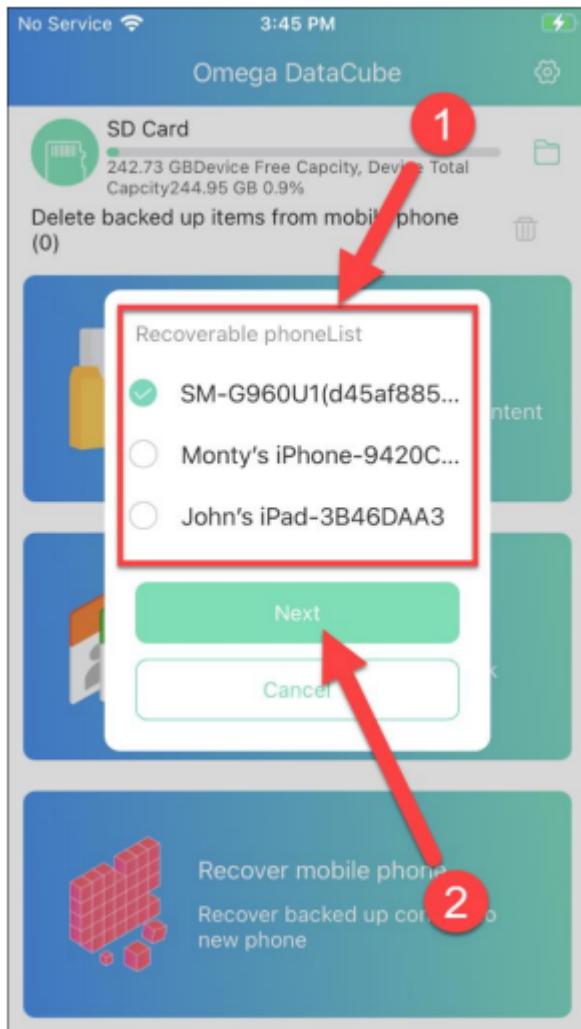 No Service 3:45 PM
Omega DataCube
SD Card
242.73 GBDevice Free Capcity, Device Total
Capcity244.95 GB 0.9%
Delete backed up items from mobile phone
(0)
1
Recoverable phoneList
SM-G960U1(d45af885...
ntent
Monty's iPhone-9420C...
John's iPad-3B46DAA3
Next
Cancel
k
Recover mobile phone
Recover backed up
2
new phone